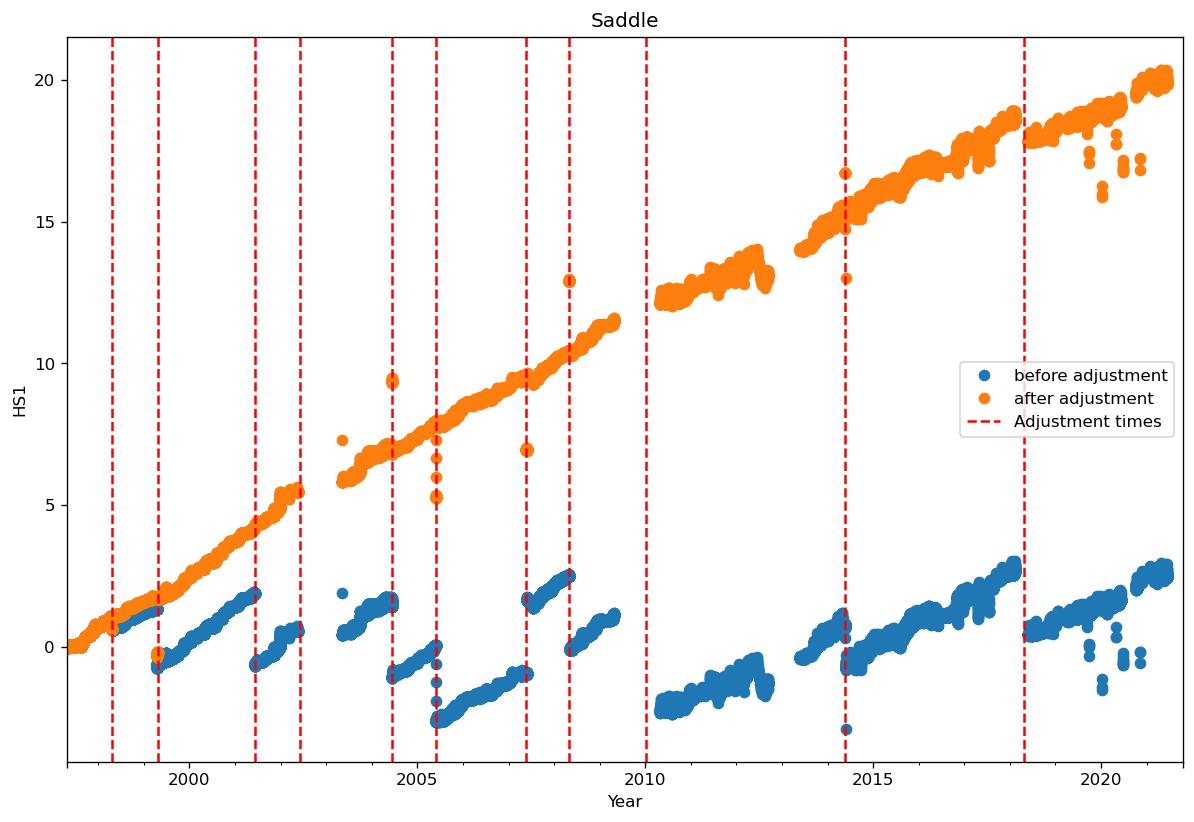 Saddle
HS1
20
15
10
5
0
before adjustment
after adjustment
Adjustment times
2000 2005 2010 2015 2020
Year